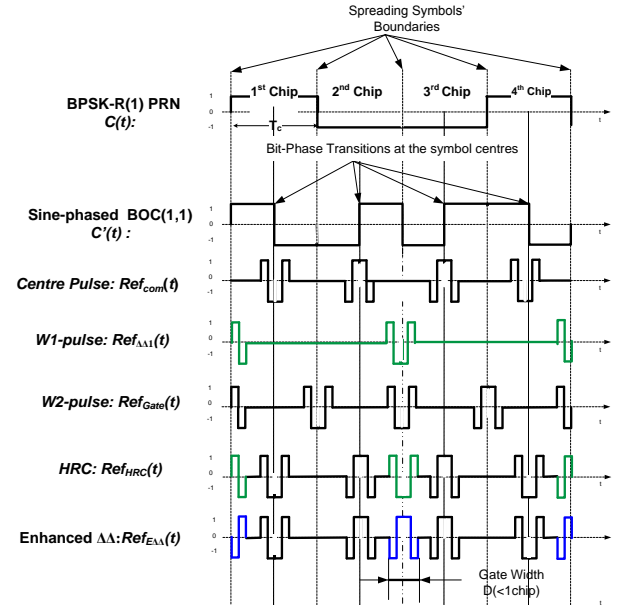 Spreading Symbols'
Boundaries
1st Chip 2nd Chip 3rd Chip 4th Chip
BPSK-R(1) PRN
C(t):
1
0
-1
Tc
t
Bit-Phase Transitions at the symbol centres
Sine-phased BOC(1,1)
C'(t) :
1
0
-1
t
Centre Pulse: Refcom(t)
1
0
-1
t
W1-pulse: RefΔΔ1(t)
1
0
-1
t
W2-pulse: RefGate(t)
1
0
-1
t
HRC: RefHRC(t)
1
0
-1
t
Enhanced ΔΔ:RefEΔΔ(t)
1
0
-1
t
Gate Width
D(<1chip)